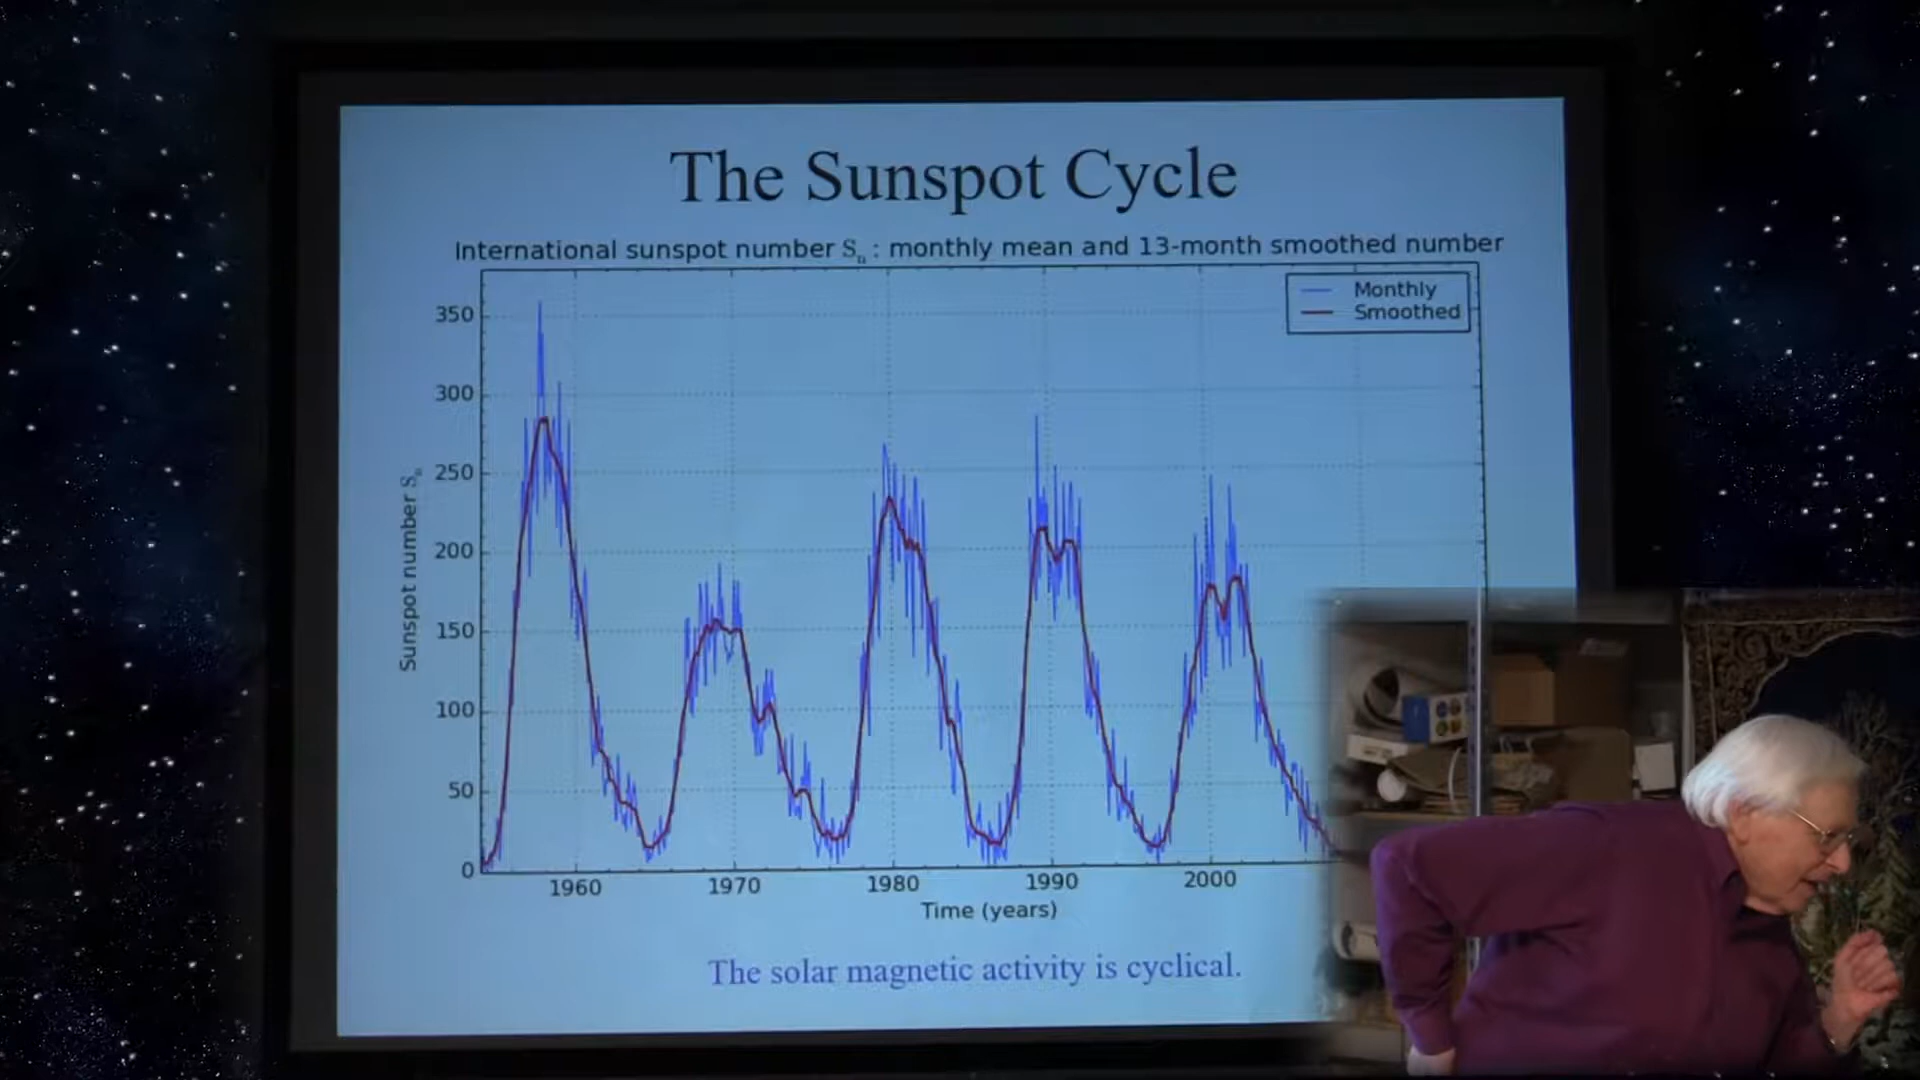 The Sunspot Cycle
International sunspot number Sn : monthly mean and 13-month smoothed number
Monthly
Smoothed
350
300
250
200
150
100
50
0
Sunspot number Sn
1960 1970 1980 1990 2000
Time (years)
The solar magnetic activity is cyclical.